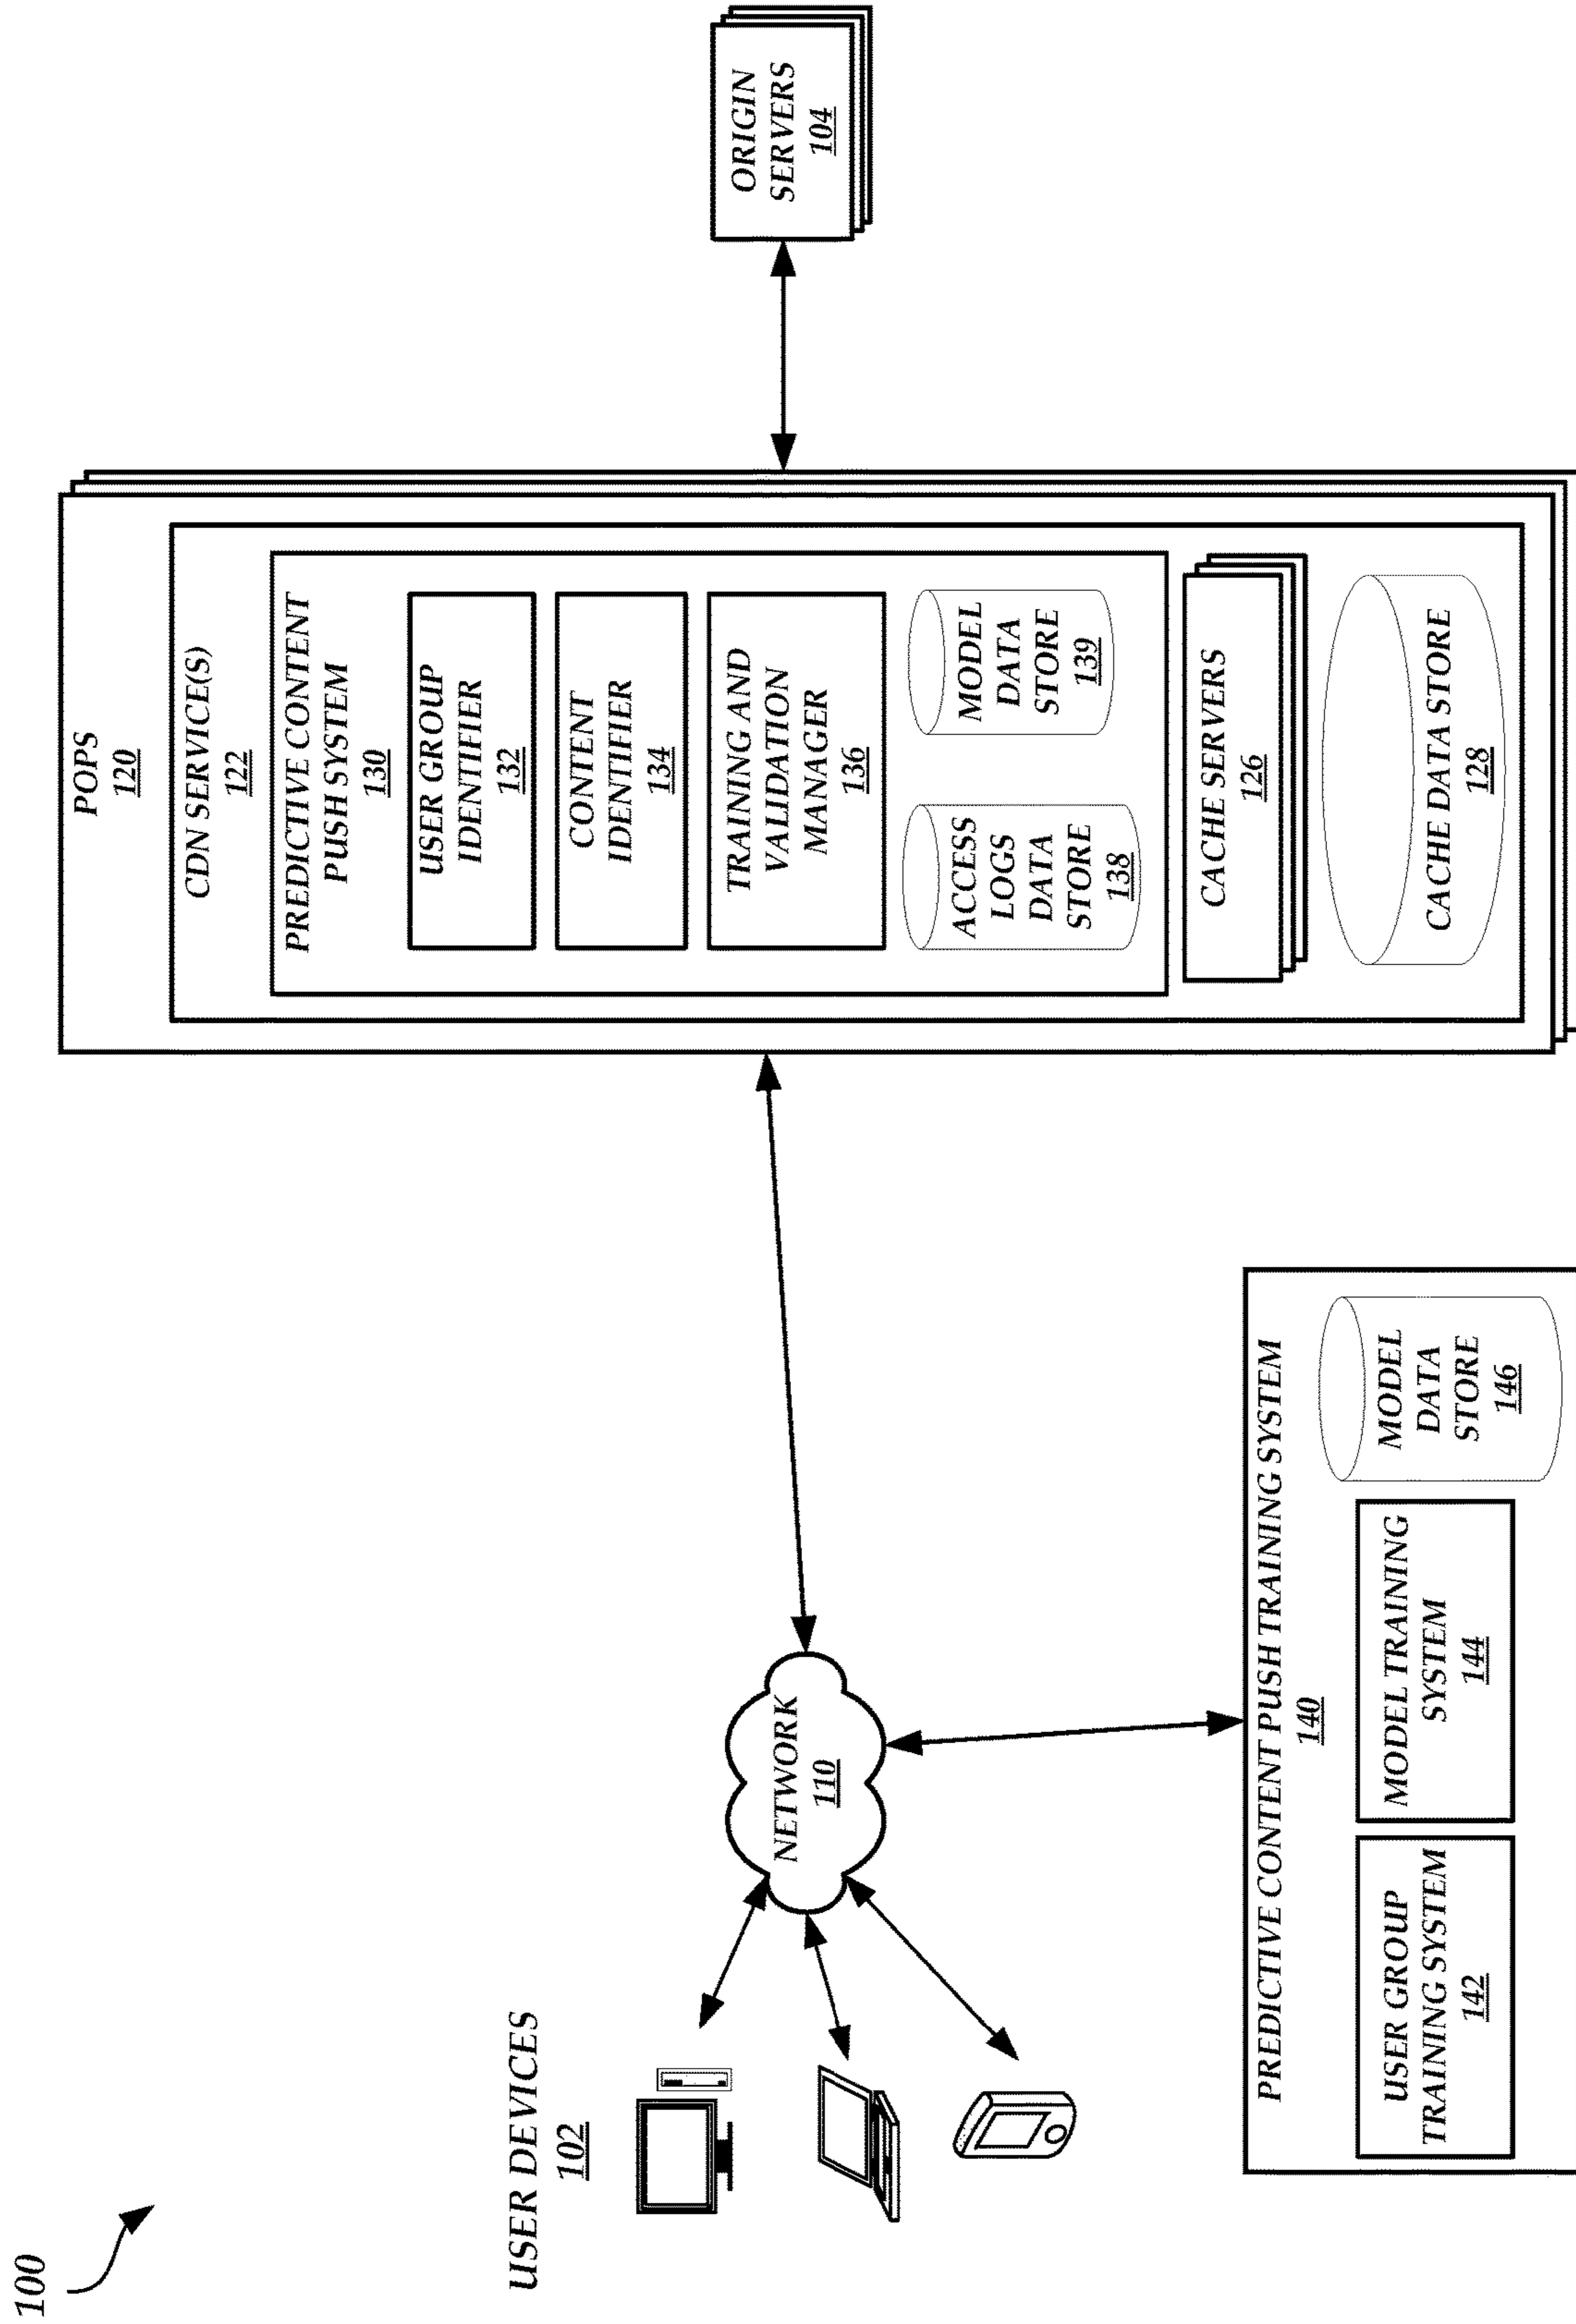 100
USER DEVICES
102
NETWORK
110
PREDICTIVE CONTENT PUSH TRAINING SYSTEM
140
USER GROUP
TRAINING SYSTEM
142
MODEL TRAINING
SYSTEM
144
MODEL
DATA
STORE
146
POPS
120
CDN SERVICE(S)
122
PREDICTIVE CONTENT
PUSH SYSTEM
130
USER GROUP
IDENTIFIER
132
CONTENT
IDENTIFIER
134
TRAINING AND
VALIDATION
MANAGER
136
ACCESS
LOGS
DATA
STORE
138
MODEL
DATA
STORE
139
CACHE SERVERS
126
CACHE DATA STORE
128
ORIGIN
SERVERS
104